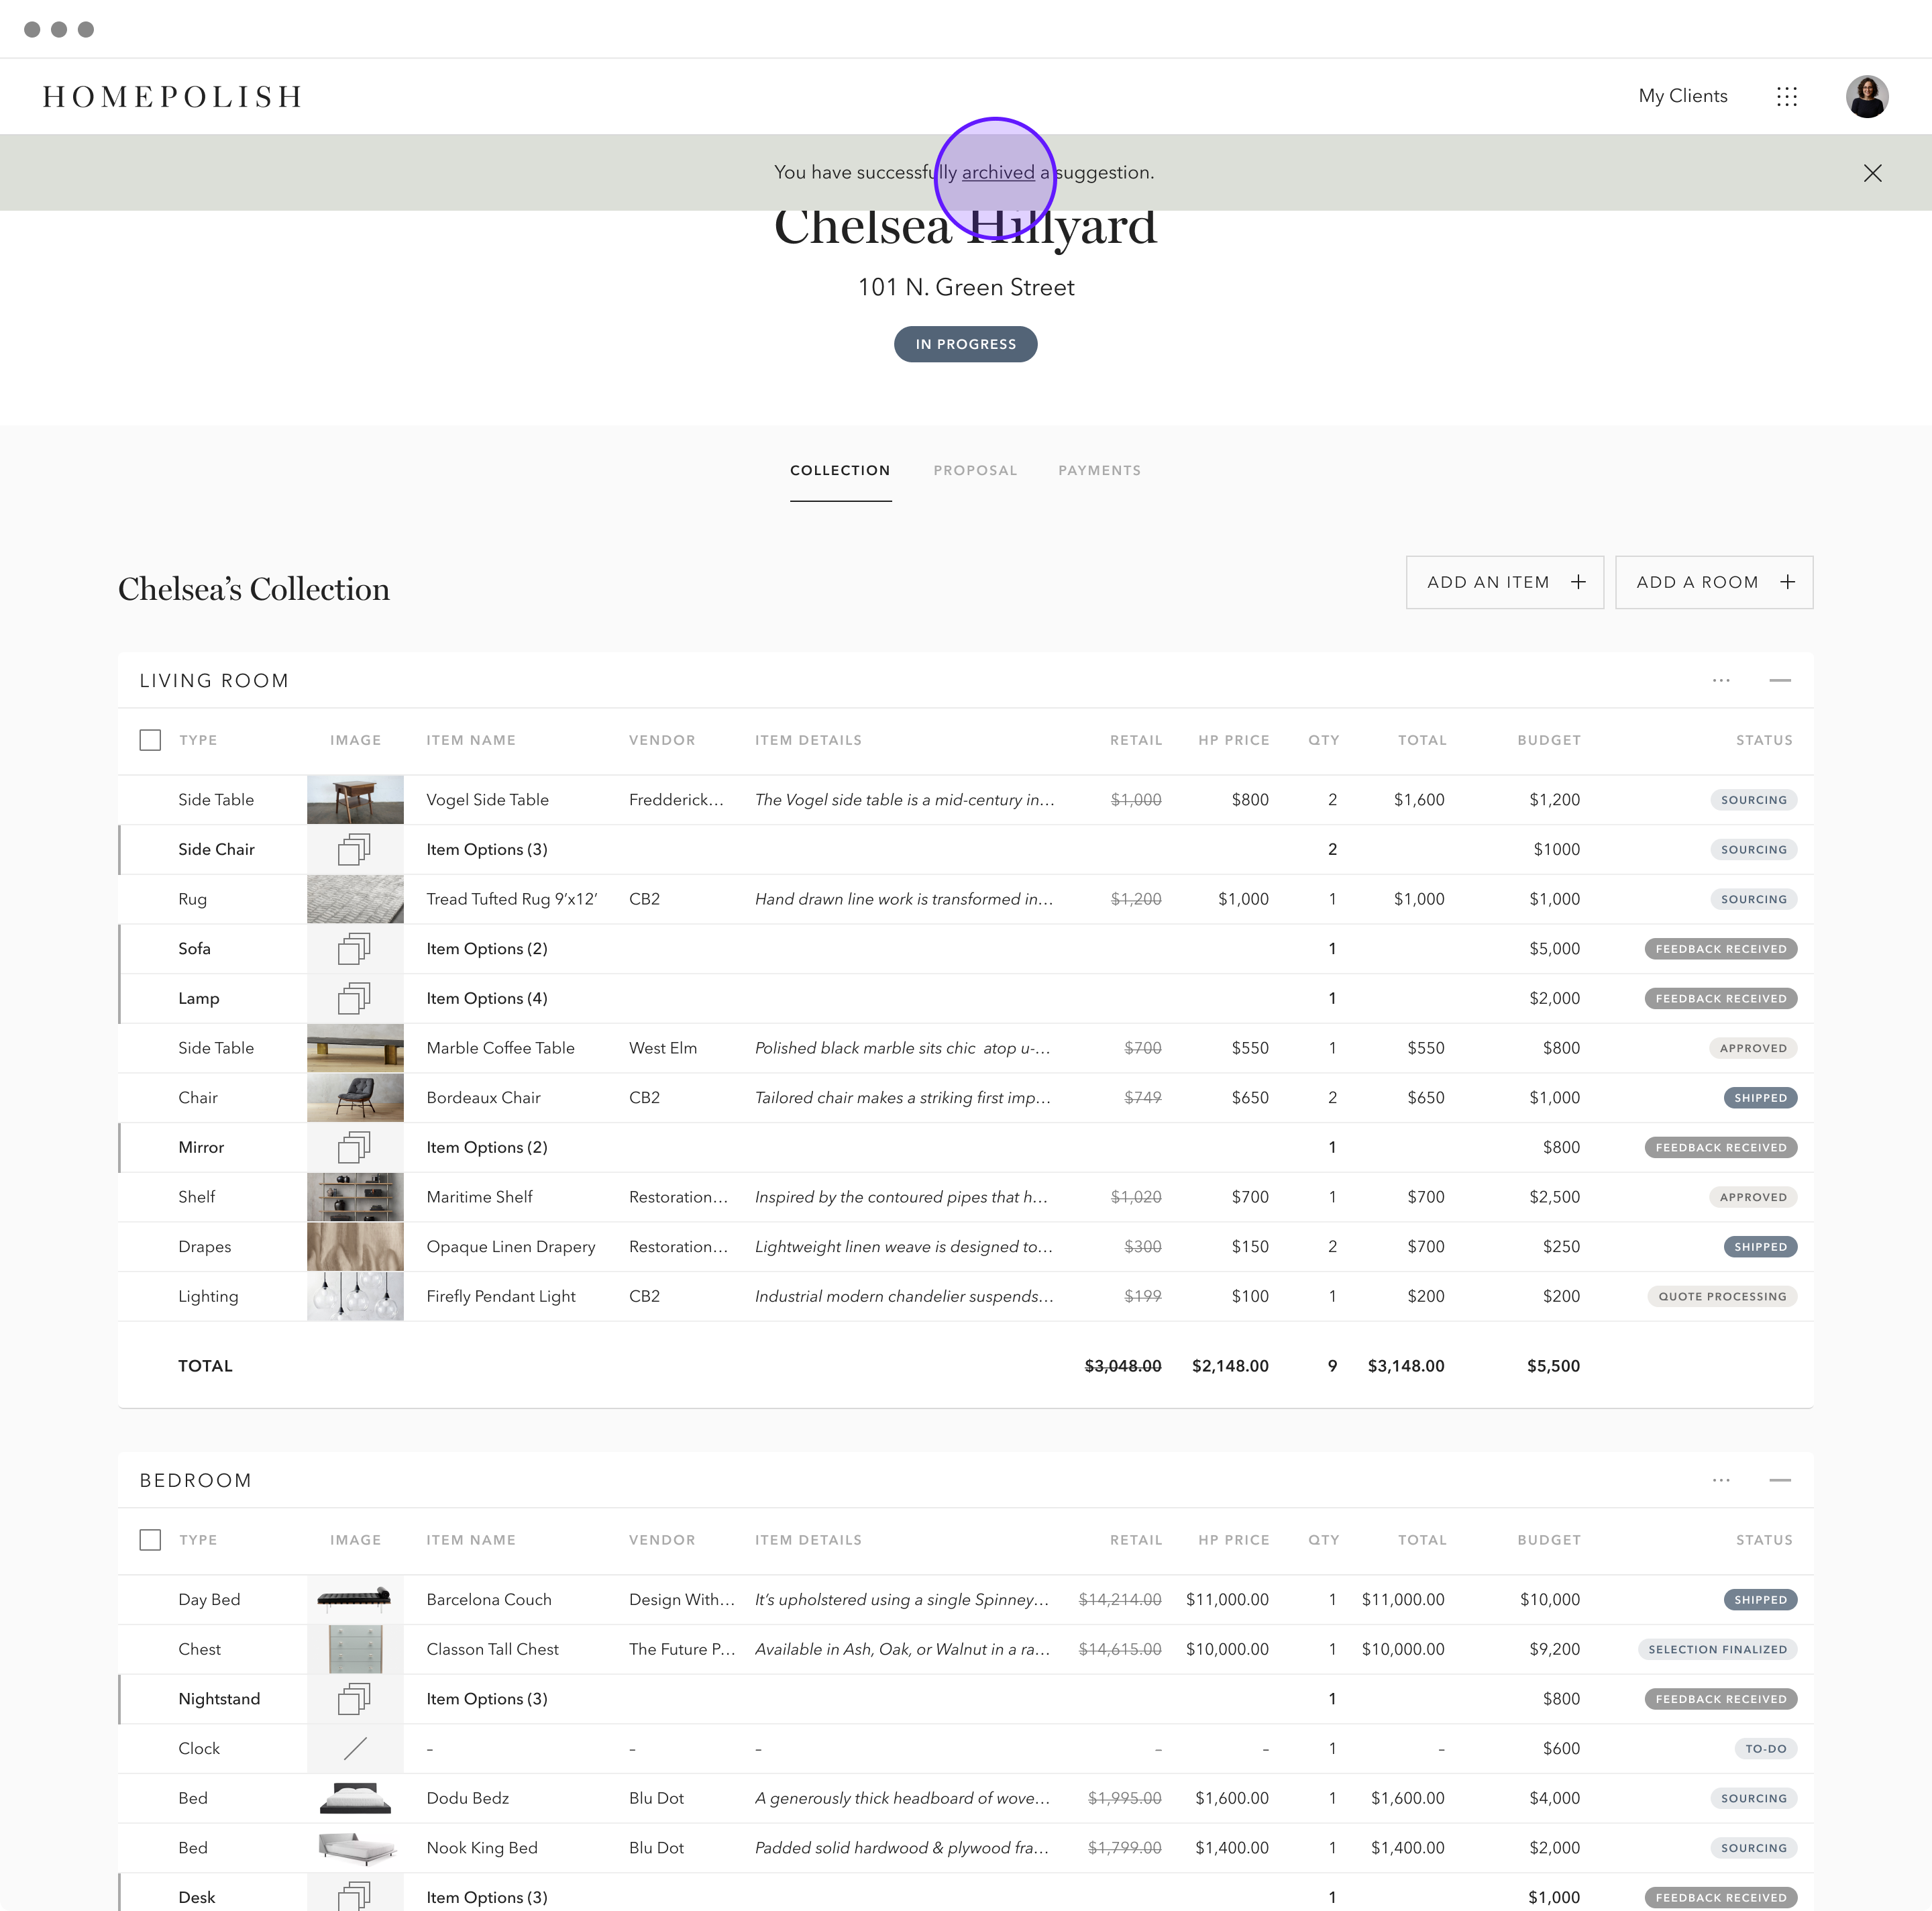 HOMEPOLISH My Clients
You have successfully archived a suggestion.
Chelsea Hillyard
101 N. Green Street
IN PROGRESS
COLLECTION PROPOSAL PAYMENTS
Chelsea’s Collection ADD AN ITEM + ADD A ROOM +
LIVING ROOM ... —
TYPE IMAGE ITEM NAME VENDOR ITEM DETAILS RETAIL HP PRICE QTY TOTAL BUDGET STATUS
Side Table Vogel Side Table Fredderick… The Vogel side table is a mid-century in… $1,000 $800 2 $1,600 $1,200 SOURCING
Side Chair Item Options (3) 2 $1000 SOURCING
Rug Tread Tufted Rug 9’x12’ CB2 Hand drawn line work is transformed in… $1,200 $1,000 1 $1,000 $1,000 SOURCING
Sofa Item Options (2) 1 $5,000 FEEDBACK RECEIVED
Lamp Item Options (4) 1 $2,000 FEEDBACK RECEIVED
Side Table Marble Coffee Table West Elm Polished black marble sits chic atop u-… $700 $550 1 $550 $800 APPROVED
Chair Bordeaux Chair CB2 Tailored chair makes a striking first imp… $749 $650 2 $650 $1,000 SHIPPED
Mirror Item Options (2) 1 $800 FEEDBACK RECEIVED
Shelf Maritime Shelf Restoration… Inspired by the contoured pipes that h… $1,020 $700 1 $700 $2,500 APPROVED
Drapes Opaque Linen Drapery Restoration… Lightweight linen weave is designed to… $300 $150 2 $700 $250 SHIPPED
Lighting Firefly Pendant Light CB2 Industrial modern chandelier suspends… $199 $100 1 $200 $200 QUOTE PROCESSING
TOTAL $3,048.00 $2,148.00 9 $3,148.00 $5,500
BEDROOM ... —
TYPE IMAGE ITEM NAME VENDOR ITEM DETAILS RETAIL HP PRICE QTY TOTAL BUDGET STATUS
Day Bed Barcelona Couch Design With… It’s upholstered using a single Spinney… $14,214.00 $11,000.00 1 $11,000.00 $10,000 SHIPPED
Chest Classon Tall Chest The Future P… Available in Ash, Oak, or Walnut in a ra… $14,615.00 $10,000.00 1 $10,000.00 $9,200 SELECTION FINALIZED
Nightstand Item Options (3) 1 $800 FEEDBACK RECEIVED
Clock – – – – – 1 – $600 TO-DO
Bed Dodu Bedz Blu Dot A generously thick headboard of wove… $1,995.00 $1,600.00 1 $1,600.00 $4,000 SOURCING
Bed Nook King Bed Blu Dot Padded solid hardwood & plywood fra… $1,799.00 $1,400.00 1 $1,400.00 $2,000 SOURCING
Desk Item Options (3) 1 $1,000 FEEDBACK RECEIVED